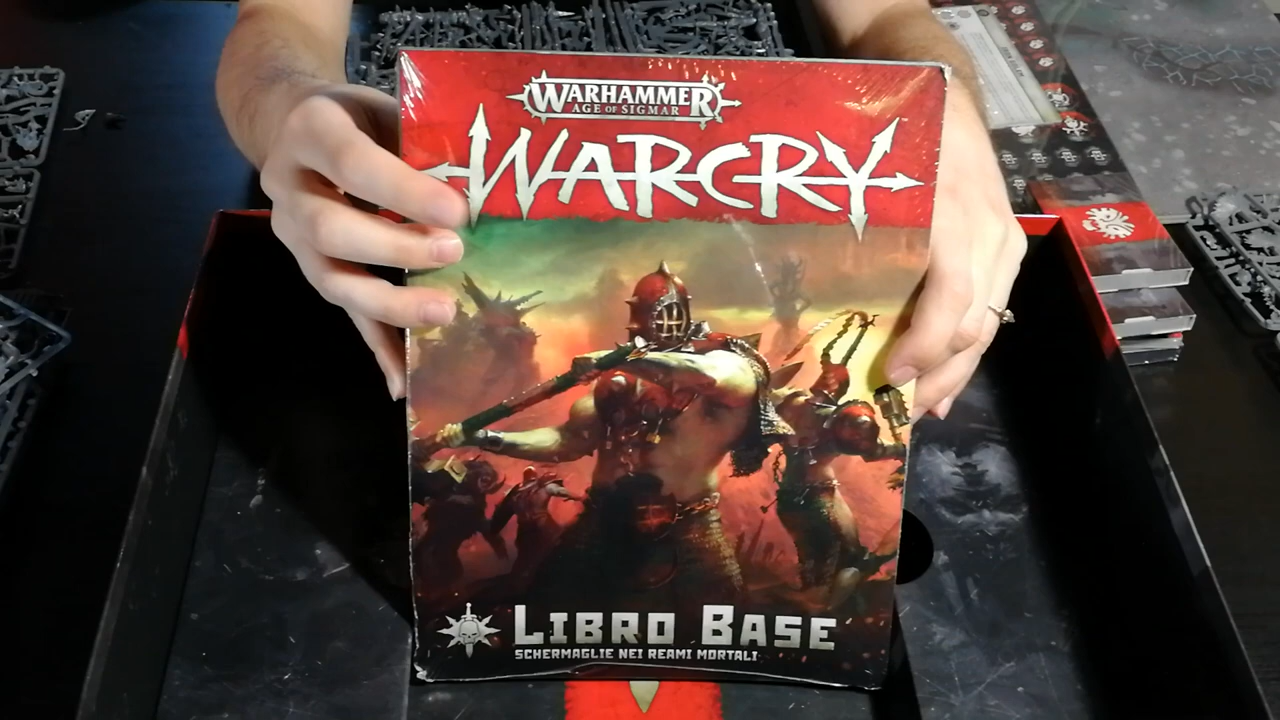 WARHAMMER
AGE OF SIGMAR
WARCRY
LIBRO BASE
SCHERMAGLIE NEI REAMI MORTALI